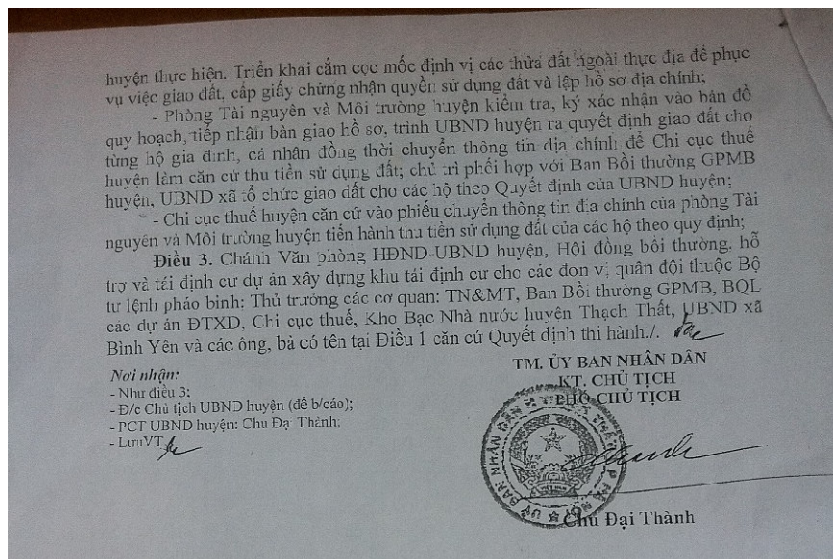 huyện thực hiện. Triển khai cắm cọc mốc định vị các thửa đất ngoài thực địa để phục
vụ việc giao đất, cấp giấy chứng nhận quyền sử dụng đất và lập hồ sơ địa chính;
- Phòng Tài nguyên và Môi trường huyện kiểm tra, ký xác nhận vào bản đồ
quy hoạch, tiếp nhận bàn giao hồ sơ, trình UBND huyện ra quyết định giao đất cho
từng hộ gia đình, cá nhân đồng thời chuyển thông tin địa chính để Chi cục thuế
huyện làm căn cứ thu tiền sử dụng đất; chủ trì phối hợp với Ban Bồi thường GPMB
huyện, UBND xã tổ chức giao đất cho các hộ theo Quyết định của UBND huyện;
- Chi cục thuế huyện căn cứ vào phiếu chuyển thông tin địa chính của phòng Tài
nguyên và Môi trường huyện tiến hành thu tiền sử dụng đất của các hộ theo quy định;
Điều 3. Chánh Văn phòng HĐND-UBND huyện, Hội đồng bồi thường, hỗ
trợ và tái định cư dự án xây dựng khu tái định cư cho các đơn vị quân đội thuộc Bộ
tư lệnh pháo binh; Thủ trưởng các cơ quan: TN&MT, Ban Bồi thường GPMB, BQL
các dự án ĐTXD, Chi cục thuế, Kho Bạc Nhà nước huyện Thạch Thất, UBND xã
Bình Yên và các ông, bà có tên tại Điều 1 căn cứ Quyết định thi hành./.
TM. ỦY BAN NHÂN DÂN
KT. CHỦ TỊCH
PHÓ CHỦ TỊCH
Nơi nhận:
- Như điều 3;
- Đ/c Chủ tịch UBND huyện (để b/cáo);
- PCT UBND huyện: Chu Đại Thành;
- Lưu VT
Chu Đại Thành